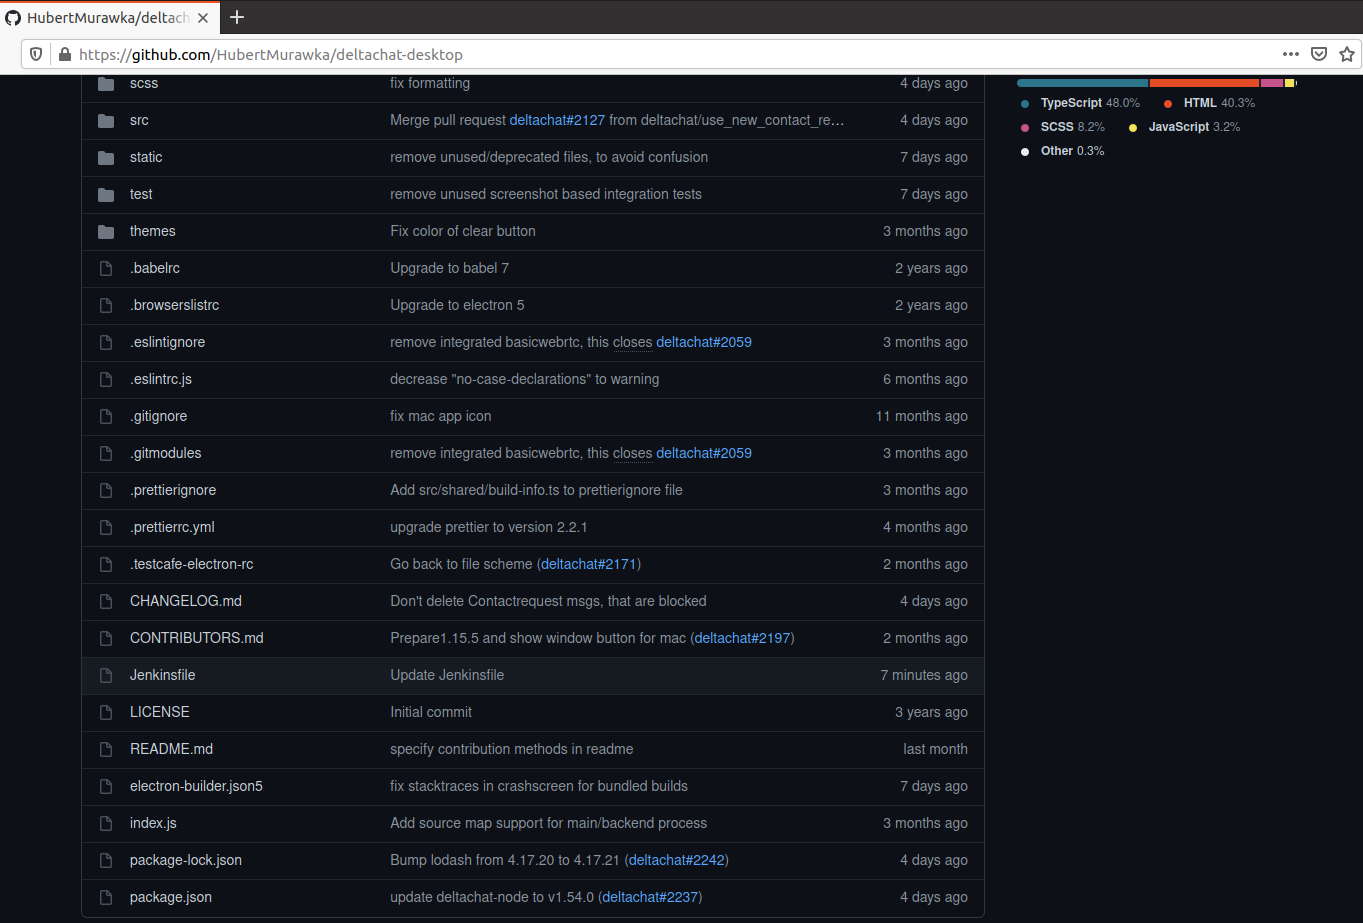 HubertMurawka/deltach
https://github.com/HubertMurawka/deltachat-desktop
scss fix formatting 4 days ago
src Merge pull request deltachat#2127 from deltachat/use_new_contact_re… 4 days ago
static remove unused/deprecated files, to avoid confusion 7 days ago
test remove unused screenshot based integration tests 7 days ago
themes Fix color of clear button 3 months ago
.babelrc Upgrade to babel 7 2 years ago
.browserslistrc Upgrade to electron 5 2 years ago
.eslintignore remove integrated basicwebrtc, this closes deltachat#2059 3 months ago
.eslintrc.js decrease "no-case-declarations" to warning 6 months ago
.gitignore fix mac app icon 11 months ago
.gitmodules remove integrated basicwebrtc, this closes deltachat#2059 3 months ago
.prettierignore Add src/shared/build-info.ts to prettierignore file 3 months ago
.prettierrc.yml upgrade prettier to version 2.2.1 4 months ago
.testcafe-electron-rc Go back to file scheme (deltachat#2171) 2 months ago
CHANGELOG.md Don't delete Contactrequest msgs, that are blocked 4 days ago
CONTRIBUTORS.md Prepare1.15.5 and show window button for mac (deltachat#2197) 2 months ago
Jenkinsfile Update Jenkinsfile 7 minutes ago
LICENSE Initial commit 3 years ago
README.md specify contribution methods in readme last month
electron-builder.json5 fix stacktraces in crashscreen for bundled builds 7 days ago
index.js Add source map support for main/backend process 3 months ago
package-lock.json Bump lodash from 4.17.20 to 4.17.21 (deltachat#2242) 4 days ago
package.json update deltachat-node to v1.54.0 (deltachat#2237) 4 days ago
TypeScript 48.0% HTML 40.3%
SCSS 8.2% JavaScript 3.2%
Other 0.3%